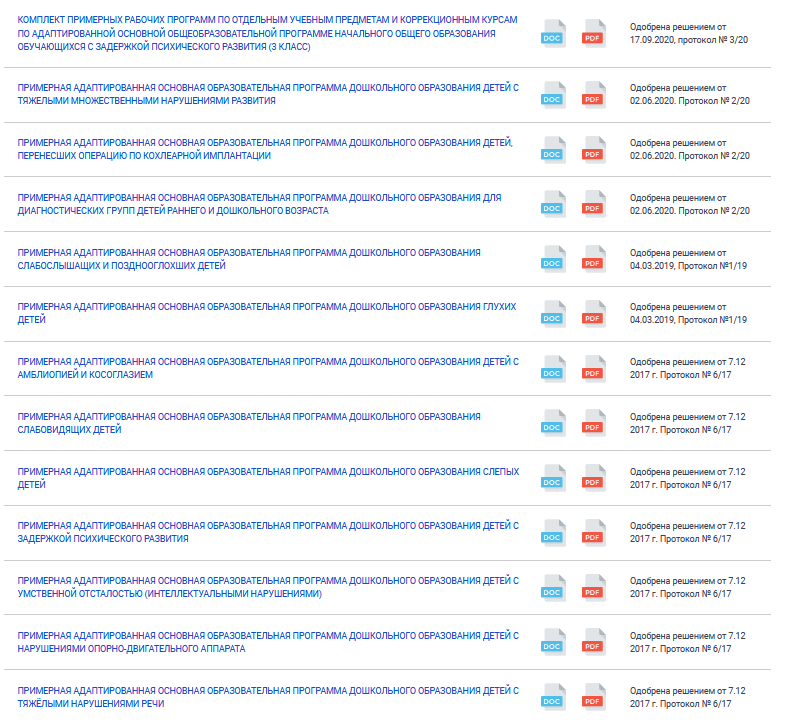 КОМПЛЕКТ ПРИМЕРНЫХ РАБОЧИХ ПРОГРАММ ПО ОТДЕЛЬНЫМ УЧЕБНЫМ ПРЕДМЕТАМ И КОРРЕКЦИОННЫМ КУРСАМ
ПО АДАПТИРОВАННОЙ ОСНОВНОЙ ОБЩЕОБРАЗОВАТЕЛЬНОЙ ПРОГРАММЕ НАЧАЛЬНОГО ОБЩЕГО ОБРАЗОВАНИЯ
ОБУЧАЮЩИХСЯ С ЗАДЕРЖКОЙ ПСИХИЧЕСКОГО РАЗВИТИЯ (3 КЛАСС)
DOC
PDF
Одобрена решением от
17.09.2020, протокол № 3/20
ПРИМЕРНАЯ АДАПТИРОВАННАЯ ОСНОВНАЯ ОБРАЗОВАТЕЛЬНАЯ ПРОГРАММА ДОШКОЛЬНОГО ОБРАЗОВАНИЯ ДЕТЕЙ С
ТЯЖЕЛЫМИ МНОЖЕСТВЕННЫМИ НАРУШЕНИЯМИ РАЗВИТИЯ
DOC
PDF
Одобрена решением от
02.06.2020. Протокол № 2/20
ПРИМЕРНАЯ АДАПТИРОВАННАЯ ОСНОВНАЯ ОБРАЗОВАТЕЛЬНАЯ ПРОГРАММА ДОШКОЛЬНОГО ОБРАЗОВАНИЯ ДЕТЕЙ,
ПЕРЕНЕСШИХ ОПЕРАЦИЮ ПО КОХЛЕАРНОЙ ИМПЛАНТАЦИИ
DOC
PDF
Одобрена решением от
02.06.2020. Протокол № 2/20
ПРИМЕРНАЯ АДАПТИРОВАННАЯ ОСНОВНАЯ ОБРАЗОВАТЕЛЬНАЯ ПРОГРАММА ДОШКОЛЬНОГО ОБРАЗОВАНИЯ ДЛЯ
ДИАГНОСТИЧЕСКИХ ГРУПП ДЕТЕЙ РАННЕГО И ДОШКОЛЬНОГО ВОЗРАСТА
DOC
PDF
Одобрена решением от
02.06.2020. Протокол № 2/20
ПРИМЕРНАЯ АДАПТИРОВАННАЯ ОСНОВНАЯ ОБРАЗОВАТЕЛЬНАЯ ПРОГРАММА ДОШКОЛЬНОГО ОБРАЗОВАНИЯ
СЛАБОСЛЫШАЩИХ И ПОЗДНООГЛОХШИХ ДЕТЕЙ
DOC
PDF
Одобрена решением от
04.03.2019, Протокол №1/19
ПРИМЕРНАЯ АДАПТИРОВАННАЯ ОСНОВНАЯ ОБРАЗОВАТЕЛЬНАЯ ПРОГРАММА ДОШКОЛЬНОГО ОБРАЗОВАНИЯ ГЛУХИХ
ДЕТЕЙ
DOC
PDF
Одобрена решением от
04.03.2019, Протокол №1/19
ПРИМЕРНАЯ АДАПТИРОВАННАЯ ОСНОВНАЯ ОБРАЗОВАТЕЛЬНАЯ ПРОГРАММА ДОШКОЛЬНОГО ОБРАЗОВАНИЯ ДЕТЕЙ С
АМБЛИОПИЕЙ И КОСОГЛАЗИЕМ
DOC
PDF
Одобрена решением от 7.12
2017 г. Протокол № 6/17
ПРИМЕРНАЯ АДАПТИРОВАННАЯ ОСНОВНАЯ ОБРАЗОВАТЕЛЬНАЯ ПРОГРАММА ДОШКОЛЬНОГО ОБРАЗОВАНИЯ
СЛАБОВИДЯЩИХ ДЕТЕЙ
DOC
PDF
Одобрена решением от 7.12
2017 г. Протокол № 6/17
ПРИМЕРНАЯ АДАПТИРОВАННАЯ ОСНОВНАЯ ОБРАЗОВАТЕЛЬНАЯ ПРОГРАММА ДОШКОЛЬНОГО ОБРАЗОВАНИЯ СЛЕПЫХ
ДЕТЕЙ
DOC
PDF
Одобрена решением от 7.12
2017 г. Протокол № 6/17
ПРИМЕРНАЯ АДАПТИРОВАННАЯ ОСНОВНАЯ ОБРАЗОВАТЕЛЬНАЯ ПРОГРАММА ДОШКОЛЬНОГО ОБРАЗОВАНИЯ ДЕТЕЙ С
ЗАДЕРЖКОЙ ПСИХИЧЕСКОГО РАЗВИТИЯ
DOC
PDF
Одобрена решением от 7.12
2017 г. Протокол № 6/17
ПРИМЕРНАЯ АДАПТИРОВАННАЯ ОСНОВНАЯ ОБРАЗОВАТЕЛЬНАЯ ПРОГРАММА ДОШКОЛЬНОГО ОБРАЗОВАНИЯ ДЕТЕЙ С
УМСТВЕННОЙ ОТСТАЛОСТЬЮ (ИНТЕЛЛЕКТУАЛЬНЫМИ НАРУШЕНИЯМИ)
DOC
PDF
Одобрена решением от 7.12
2017 г. Протокол № 6/17
ПРИМЕРНАЯ АДАПТИРОВАННАЯ ОСНОВНАЯ ОБРАЗОВАТЕЛЬНАЯ ПРОГРАММА ДОШКОЛЬНОГО ОБРАЗОВАНИЯ ДЕТЕЙ С
НАРУШЕНИЯМИ ОПОРНО-ДВИГАТЕЛЬНОГО АППАРАТА
DOC
PDF
Одобрена решением от 7.12
2017 г. Протокол № 6/17
ПРИМЕРНАЯ АДАПТИРОВАННАЯ ОСНОВНАЯ ОБРАЗОВАТЕЛЬНАЯ ПРОГРАММА ДОШКОЛЬНОГО ОБРАЗОВАНИЯ ДЕТЕЙ С
ТЯЖЁЛЫМИ НАРУШЕНИЯМИ РЕЧИ
DOC
PDF
Одобрена решением от 7.12
2017 г. Протокол № 6/17